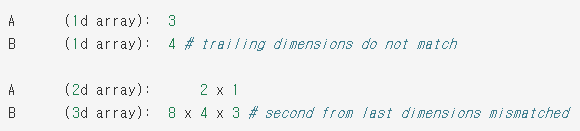 A      (1d array):  3
B      (1d array):  4 # trailing dimensions do not match

A      (2d array):      2 x 1
B      (3d array):  8 x 4 x 3 # second from last dimensions mismatched